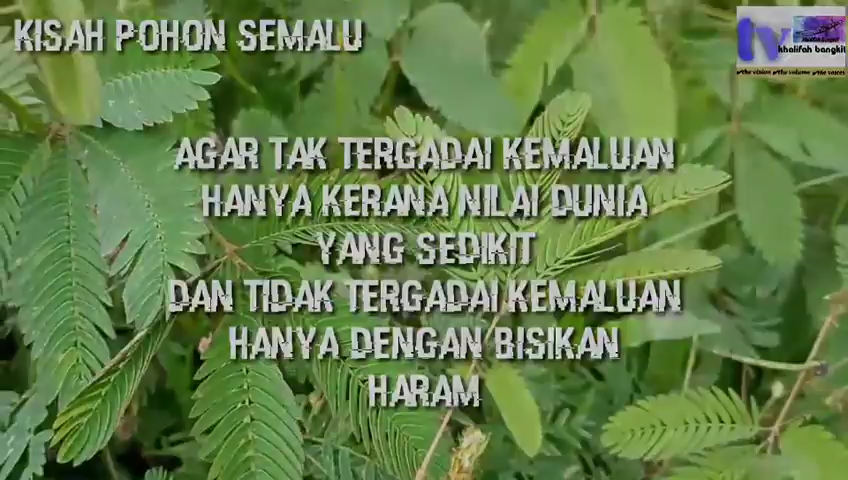 KISAH POHON SEMALU
tv
khalifah bangkit
AGAR TAK TERGADAI KEMALUAN
HANYA KERANA NILAI DUNIA
YANG SEDIKIT
DAN TIDAK TERGADAI KEMALUAN
HANYA DENGAN BISIKAN
HARAM